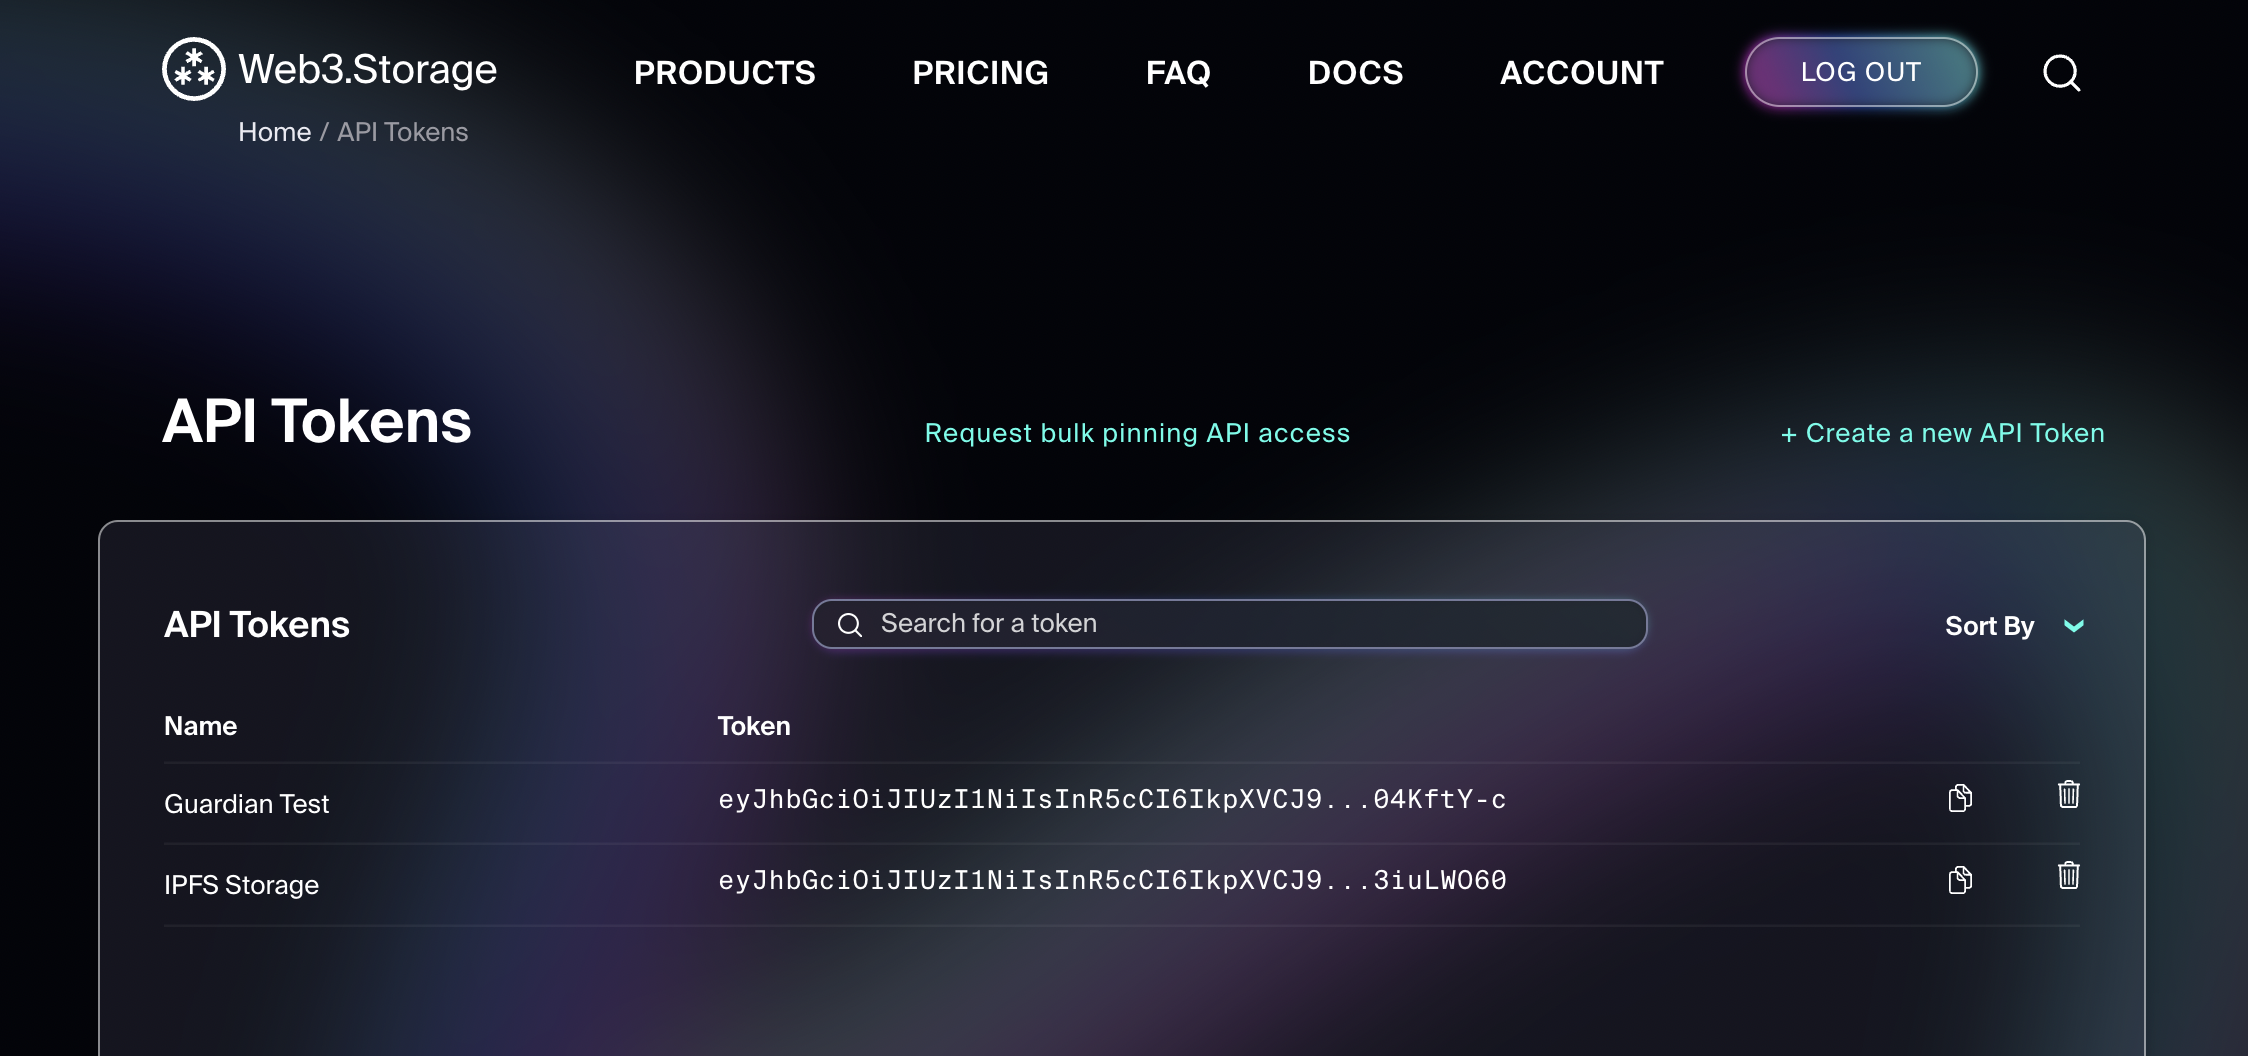 Web3.Storage
PRODUCTS
PRICING
FAQ
DOCS
ACCOUNT
LOG OUT
Home / API Tokens
API Tokens
Request bulk pinning API access
+ Create a new API Token
API Tokens
Search for a token
Sort By
Name
Token
Guardian Test
eyJhbGciOiJIUzI1NiIsInR5cCI6IkpXVCJ9...04KftY-c
IPFS Storage
eyJhbGciOiJIUzI1NiIsInR5cCI6IkpXVCJ9...3iuLWO60